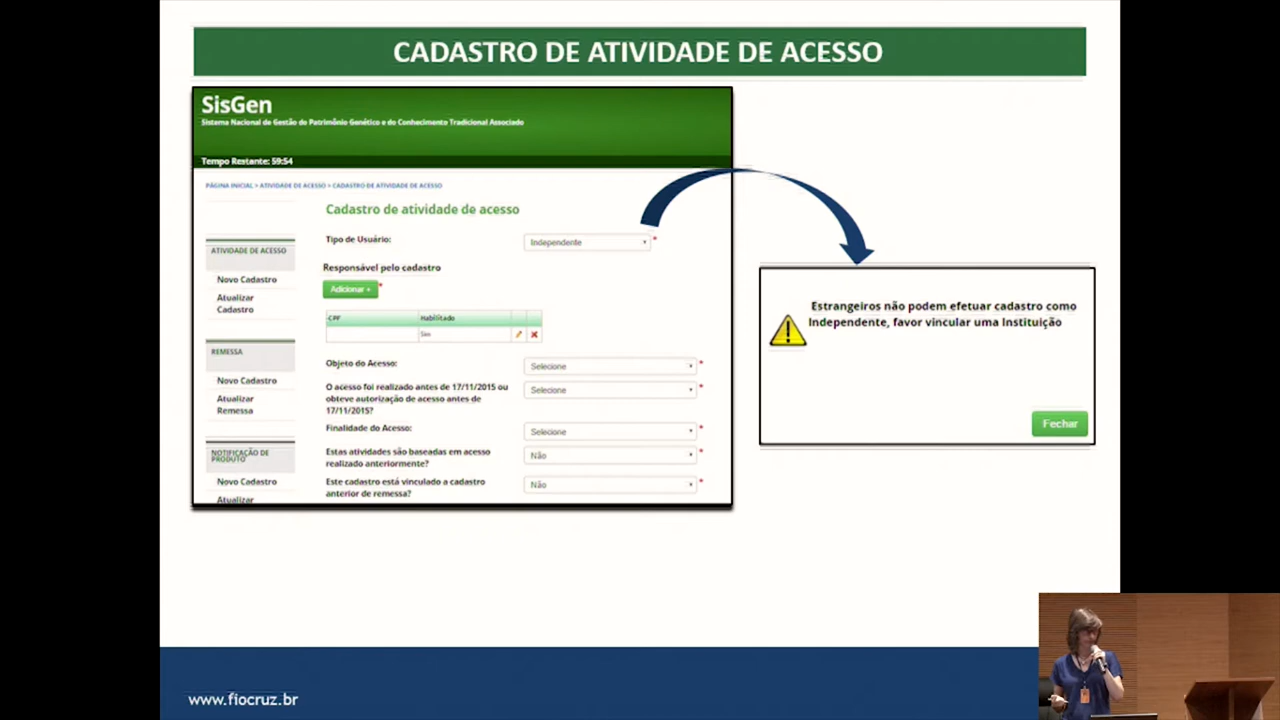 CADASTRO DE ATIVIDADE DE ACESSO
SisGen
Sistema Nacional de Gestão do Patrimônio Genético e do Conhecimento Tradicional Associado
Tempo Restante: 59:54
PÁGINA INICIAL > ATIVIDADE DE ACESSO > CADASTRO DE ATIVIDADE DE ACESSO
Cadastro de atividade de acesso
ATIVIDADE DE ACESSO
Novo Cadastro
Atualizar
Cadastro
REMESSA
Novo Cadastro
Atualizar
Remessa
NOTIFICAÇÃO DE
PRODUTO
Novo Cadastro
Atualizar
Tipo de Usuário:
Independente
*
Responsável pelo cadastro
Adicionar +
*
CPF
Habilitado
Sim
Objeto do Acesso:
Selecione
*
O acesso foi realizado antes de 17/11/2015 ou
obteve autorização de acesso antes de
17/11/2015?
Selecione
*
Finalidade do Acesso:
Selecione
*
Estas atividades são baseadas em acesso
realizado anteriormente?
Não
*
Este cadastro está vinculado a cadastro
anterior de remessa?
Não
*
Estrangeiros não podem efetuar cadastro como
Independente, favor vincular uma Instituição
Fechar
www.fiocruz.br